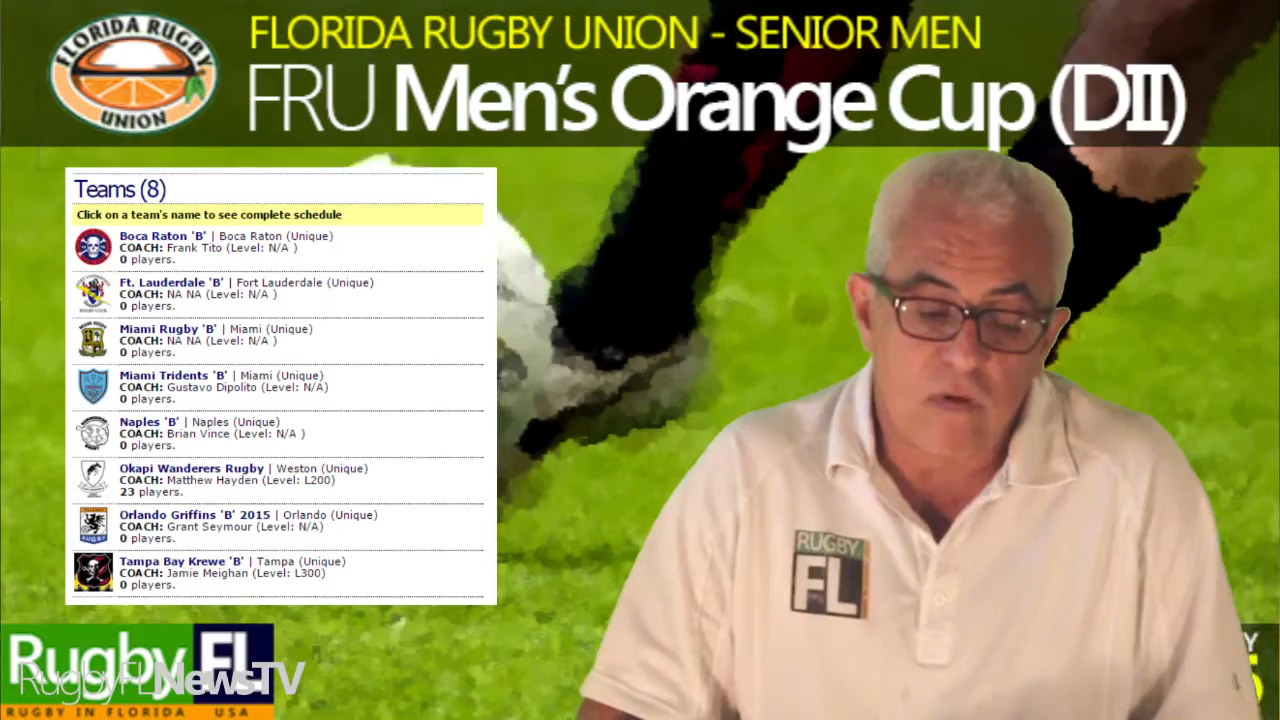 FLORIDA RUGBY UNION
FLORIDA RUGBY UNION - SENIOR MEN
FRU Men's Orange Cup (DII)
Teams (8)
Click on a team's name to see complete schedule
Boca Raton 'B' | Boca Raton (Unique)
COACH: Frank Tito (Level: N/A )
0 players.
Ft. Lauderdale 'B' | Fort Lauderdale (Unique)
COACH: NA NA (Level: N/A )
0 players.
Miami Rugby 'B' | Miami (Unique)
COACH: NA NA (Level: N/A )
0 players.
Miami Tridents 'B' | Miami (Unique)
COACH: Gustavo Dipolito (Level: N/A)
0 players.
Naples 'B' | Naples (Unique)
COACH: Brian Vince (Level: N/A )
0 players.
Okapi Wanderers Rugby | Weston (Unique)
COACH: Matthew Hayden (Level: L200)
23 players.
Orlando Griffins 'B' 2015 | Orlando (Unique)
COACH: Grant Seymour (Level: N/A)
0 players.
Tampa Bay Krewe 'B' | Tampa (Unique)
COACH: Jamie Meighan (Level: L300)
0 players.
RUGBY
FL
Rugby FL
RugbyFL NewsTV
RUGBY IN FLORIDA USA